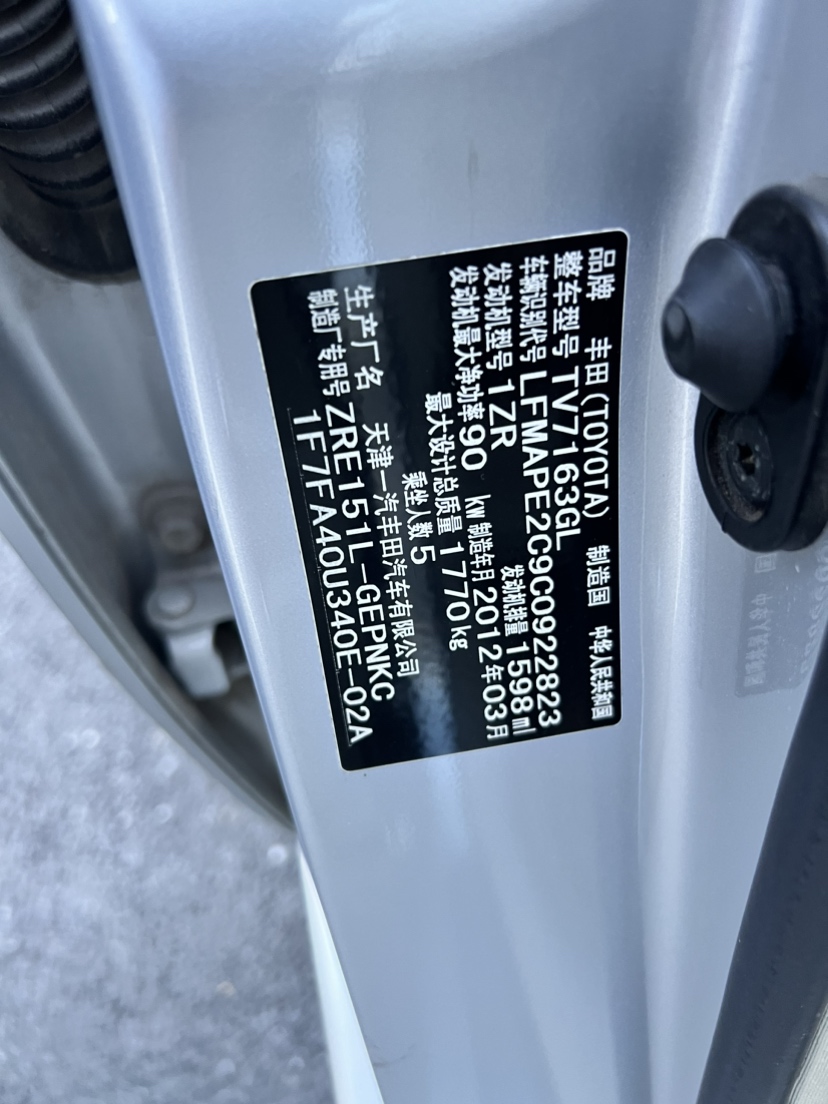 品牌 丰田(TOYOTA) 制造国 中华人民共和国
整车型号 TV7163GL
车辆识别代号 LFMAPE2C9C0922823
发动机型号 1ZR 发动机排量 1598ml
发动机最大净功率 90 kW 制造年月 2012年03月
最大设计总质量 1770kg
乘坐人数 5
生产厂名 天津一汽丰田汽车有限公司
制造厂专用号 ZRE151L-GEPNKC
1F7FA40U340E-02A